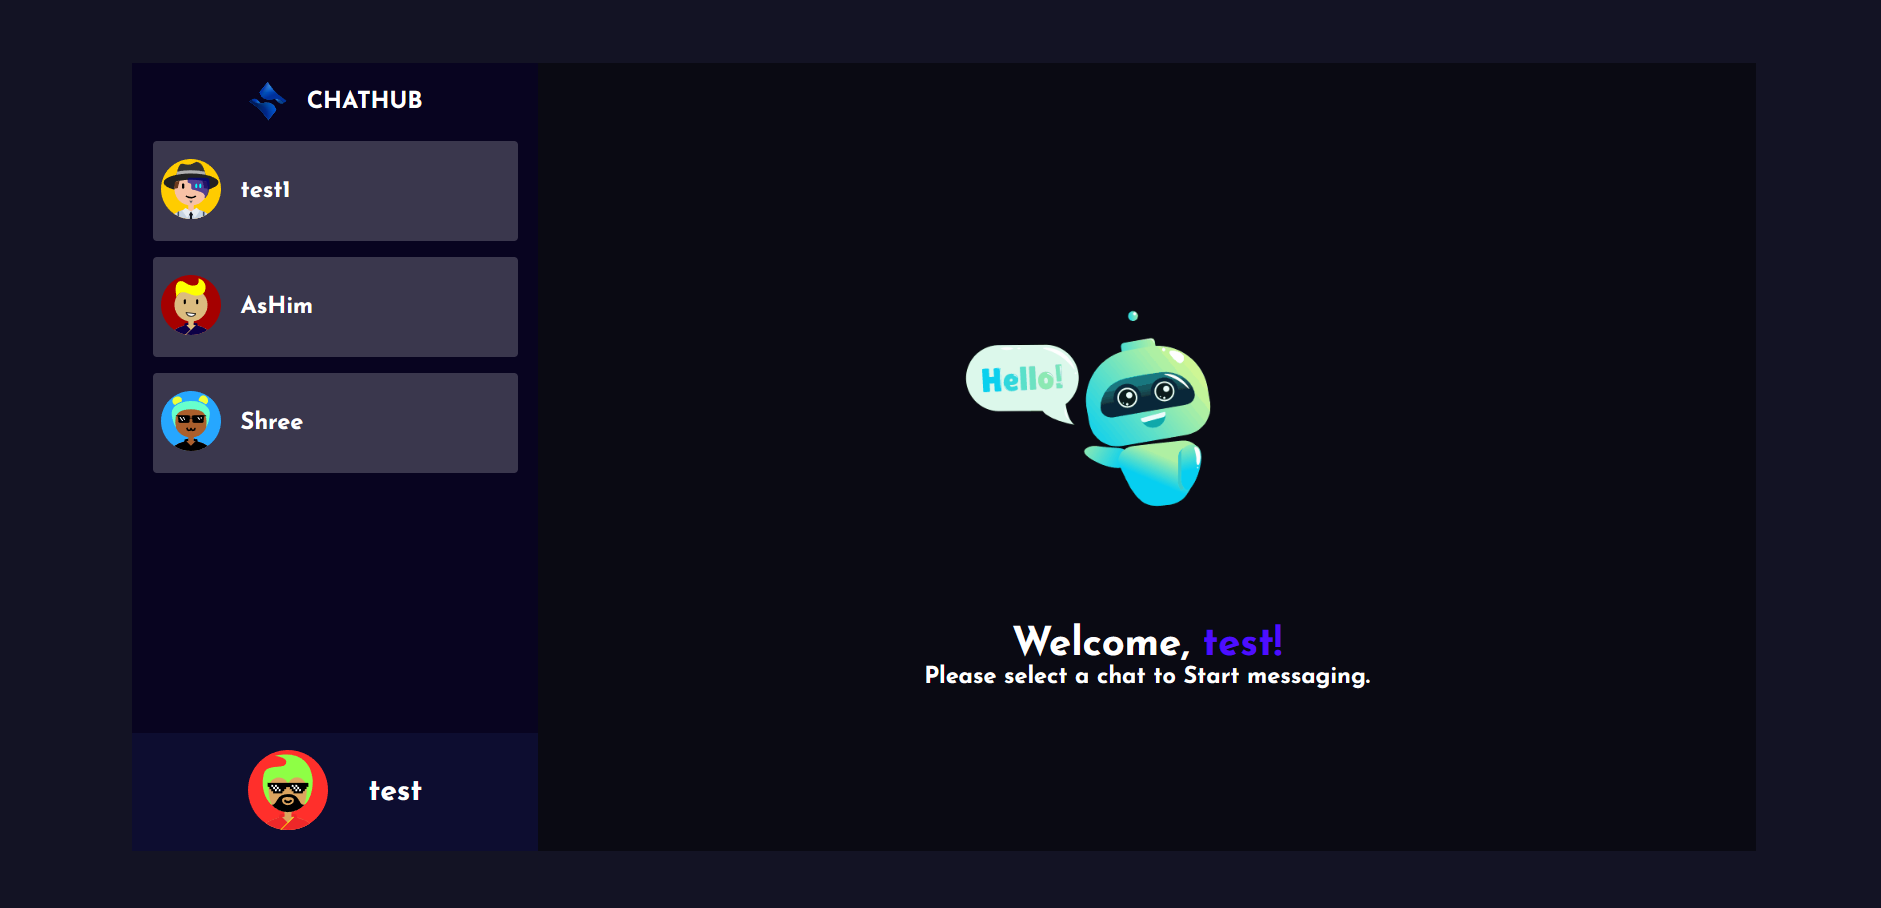 CHATHUB
test1
AsHim
Shree
test
Hello!
Welcome, test!
Please select a chat to Start messaging.